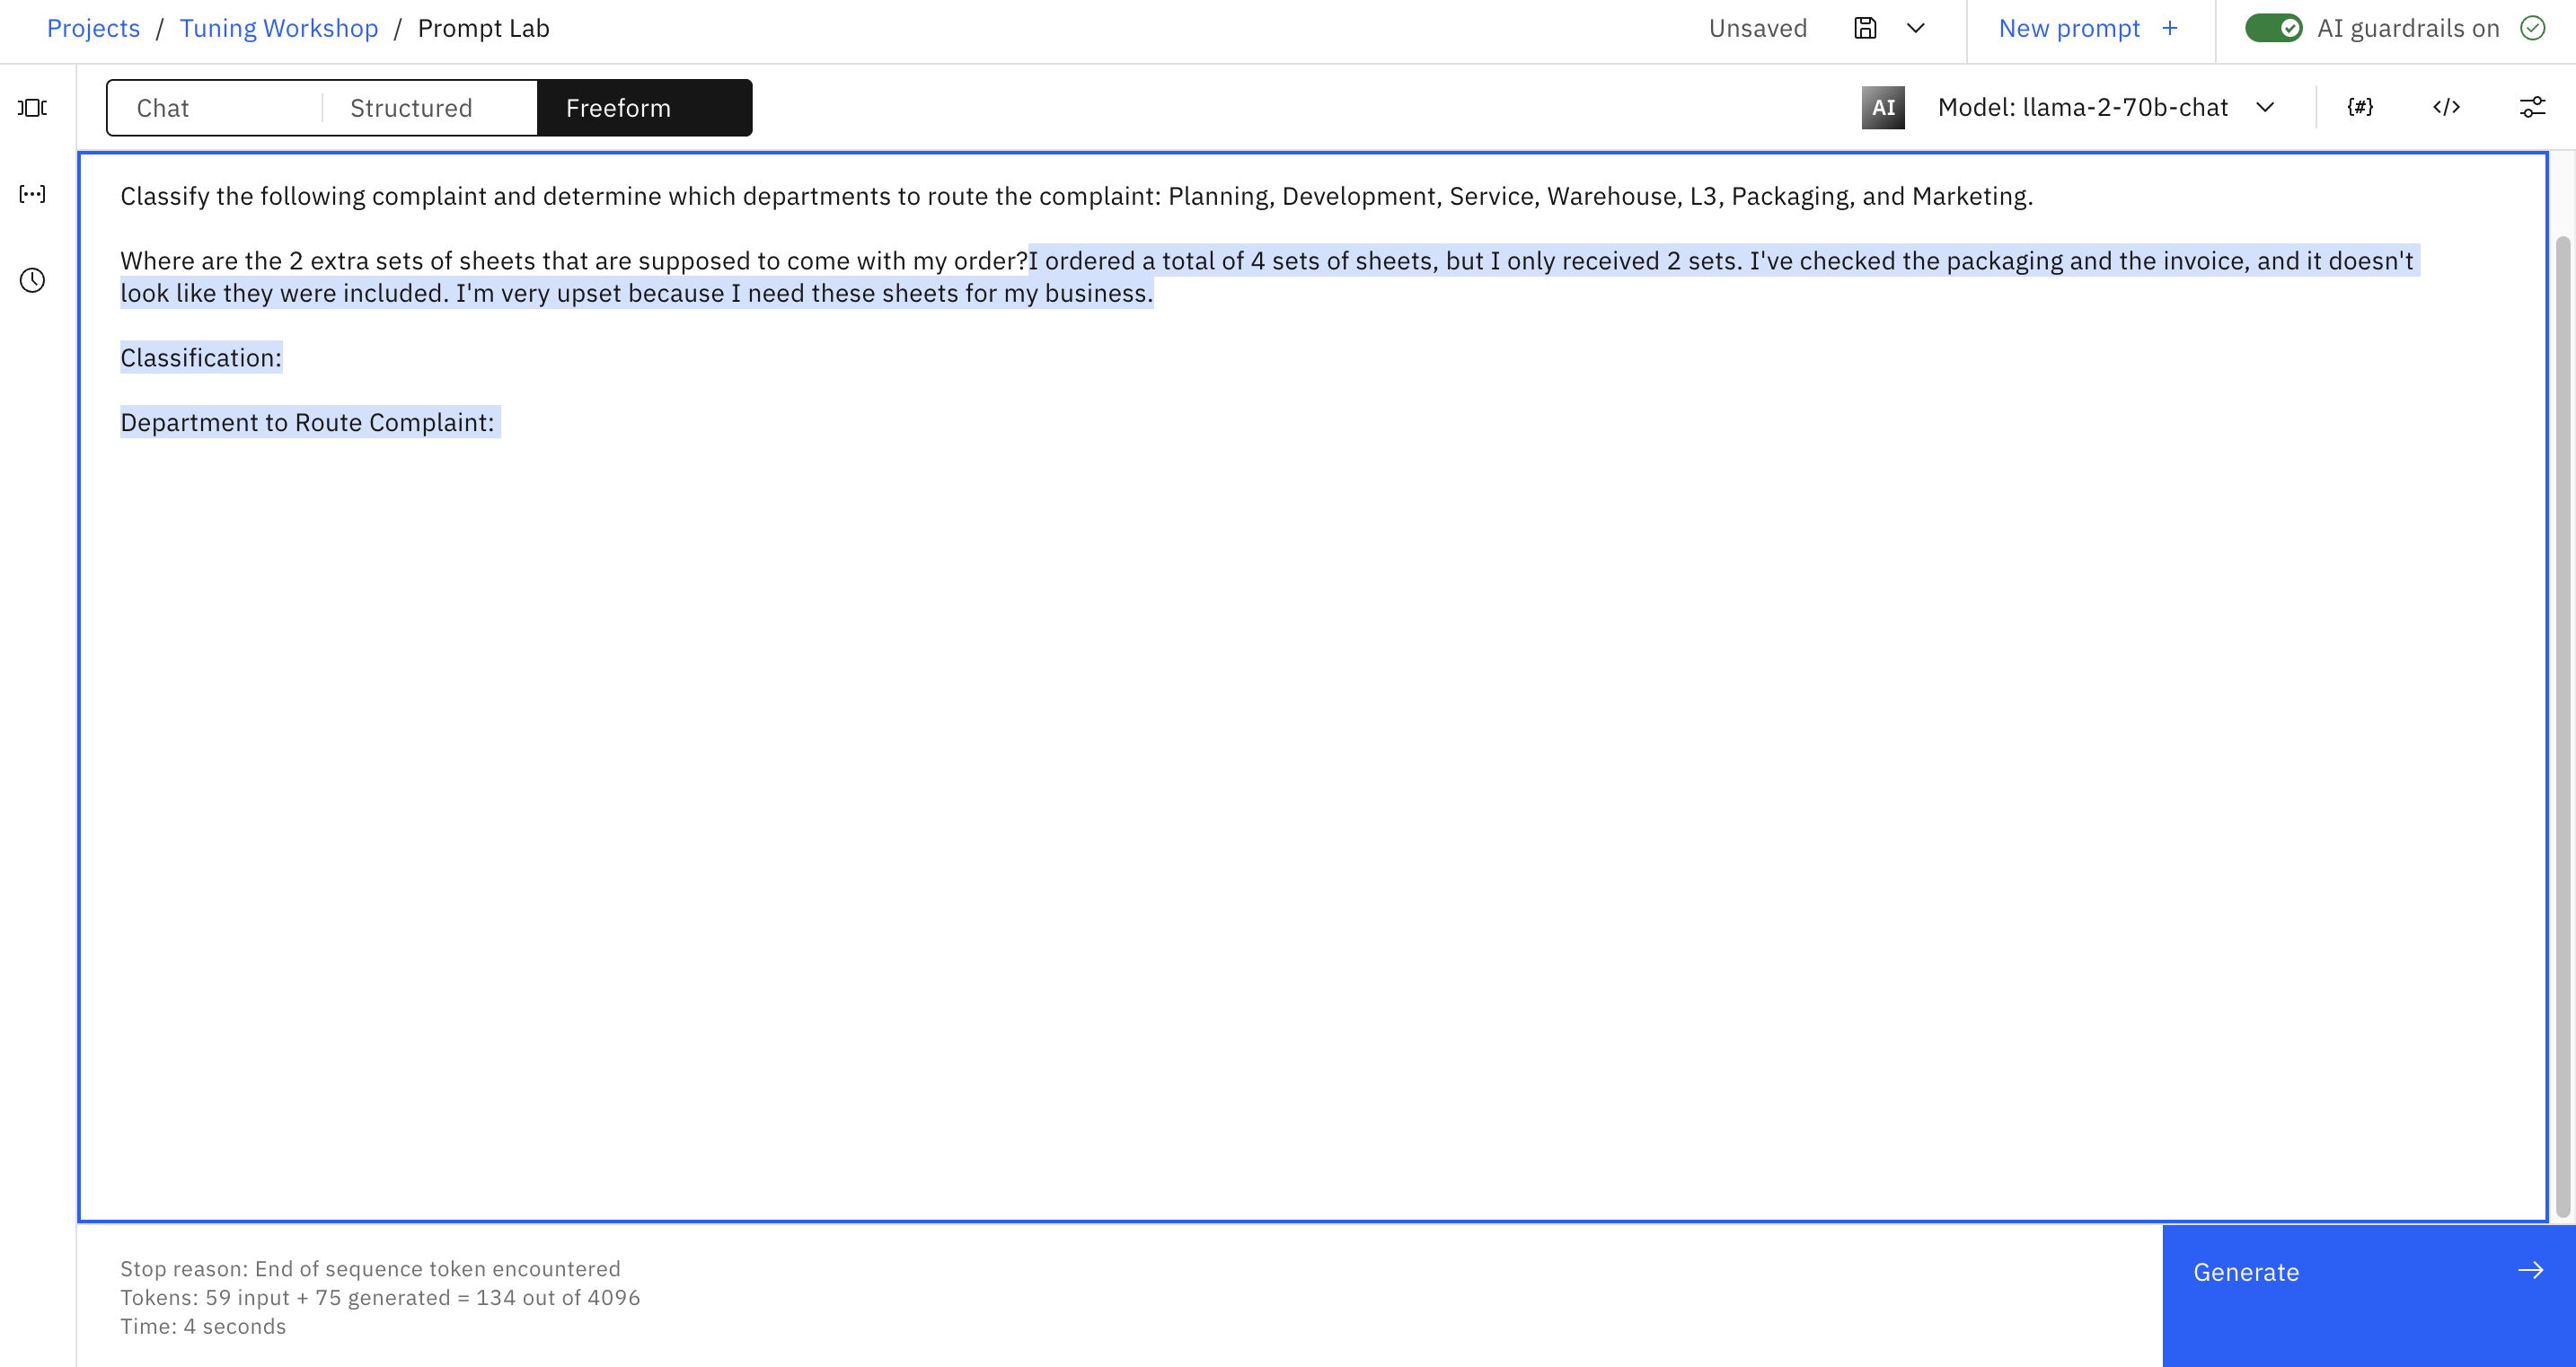 Projects / Tuning Workshop / Prompt Lab
Unsaved
New prompt +
AI guardrails on
Chat
Structured
Freeform
AI
Model: llama-2-70b-chat
{#}
</>
Classify the following complaint and determine which departments to route the complaint: Planning, Development, Service, Warehouse, L3, Packaging, and Marketing.
Where are the 2 extra sets of sheets that are supposed to come with my order?I ordered a total of 4 sets of sheets, but I only received 2 sets. I've checked the packaging and the invoice, and it doesn't
look like they were included. I'm very upset because I need these sheets for my business.
Classification:
Department to Route Complaint:
Stop reason: End of sequence token encountered
Tokens: 59 input + 75 generated = 134 out of 4096
Time: 4 seconds
Generate